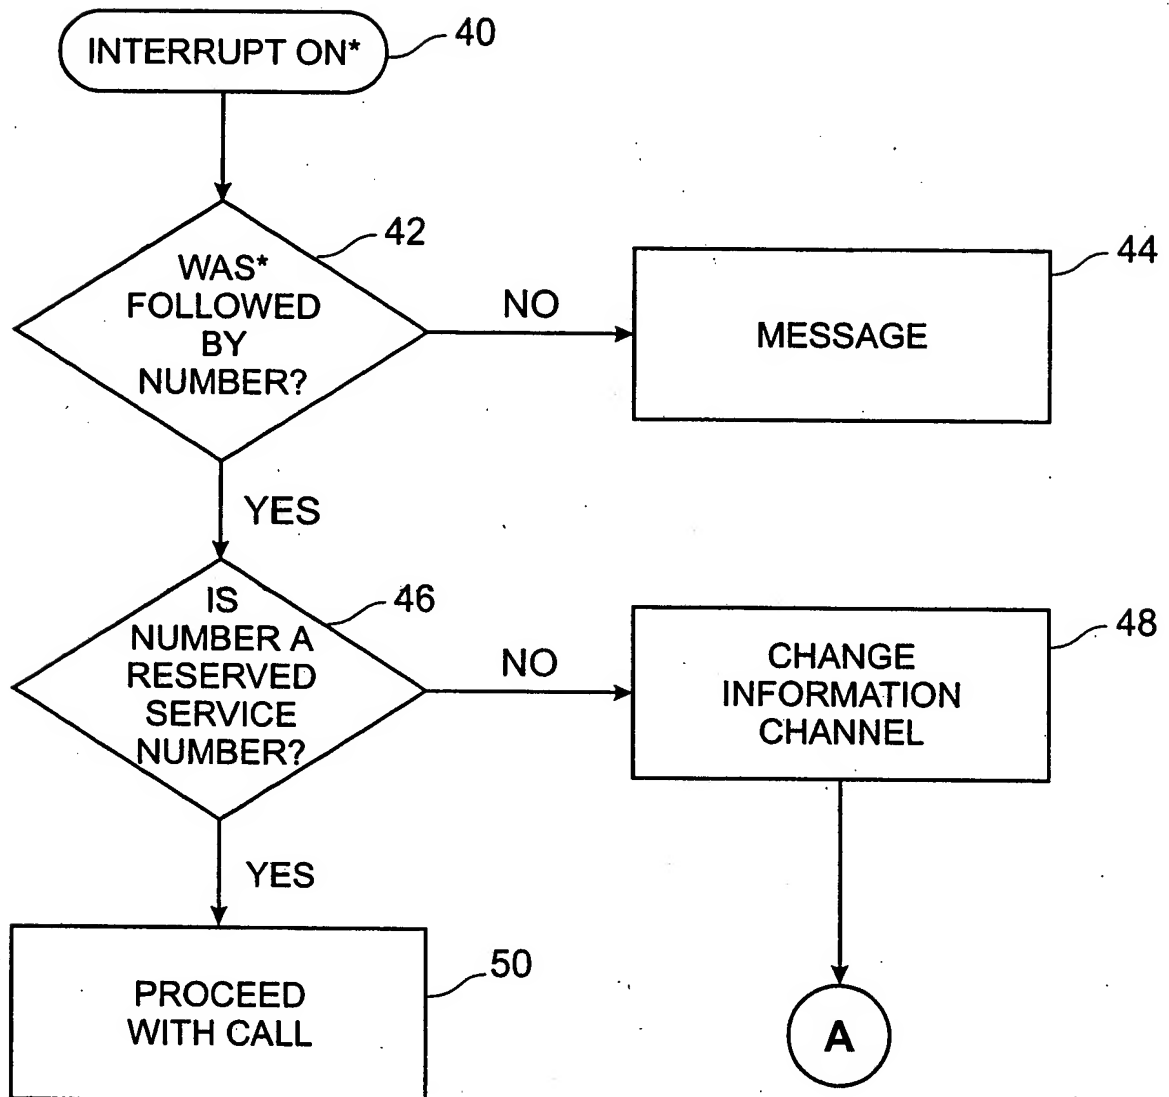 INTERRUPT ON*
40
42
WAS*
FOLLOWED
BY
NUMBER?
NO
44
MESSAGE
YES
46
IS
NUMBER A
RESERVED
SERVICE
NUMBER?
NO
48
CHANGE
INFORMATION
CHANNEL
YES
50
PROCEED
WITH CALL
A